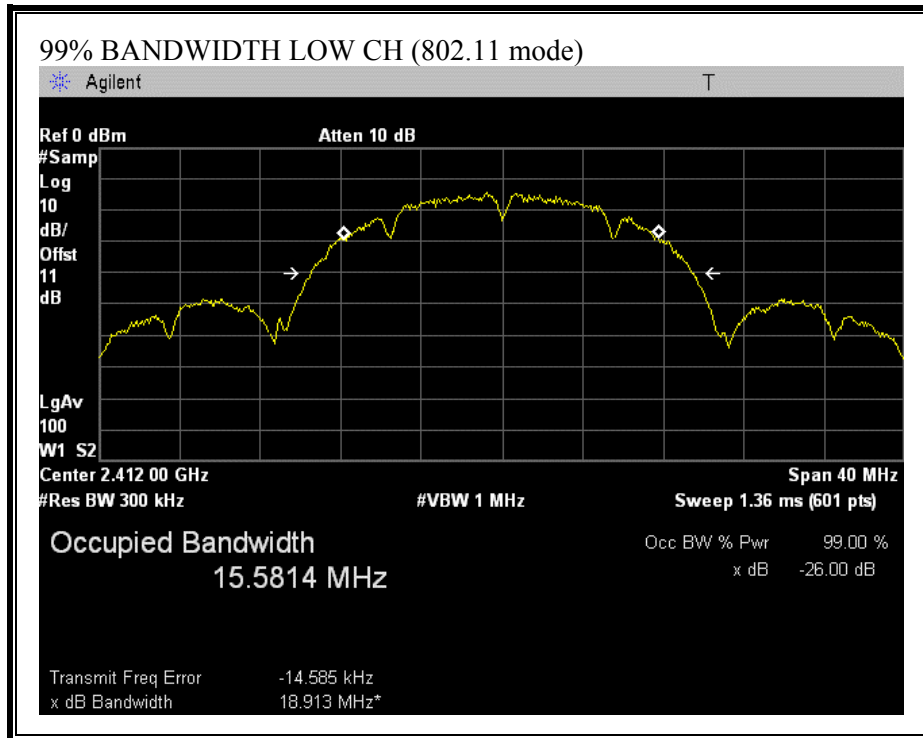 99% BANDWIDTH LOW CH (802.11 mode)
Agilent T
Ref 0 dBm Atten 10 dB
#Samp
Log
10
dB/
Offst
11
dB
LgAv
100
W1 S2
Center 2.412 00 GHz Span 40 MHz
#Res BW 300 kHz #VBW 1 MHz Sweep 1.36 ms (601 pts)
Occupied Bandwidth Occ BW % Pwr 99.00 %
15.5814 MHz x dB -26.00 dB
Transmit Freq Error -14.585 kHz
x dB Bandwidth 18.913 MHz*